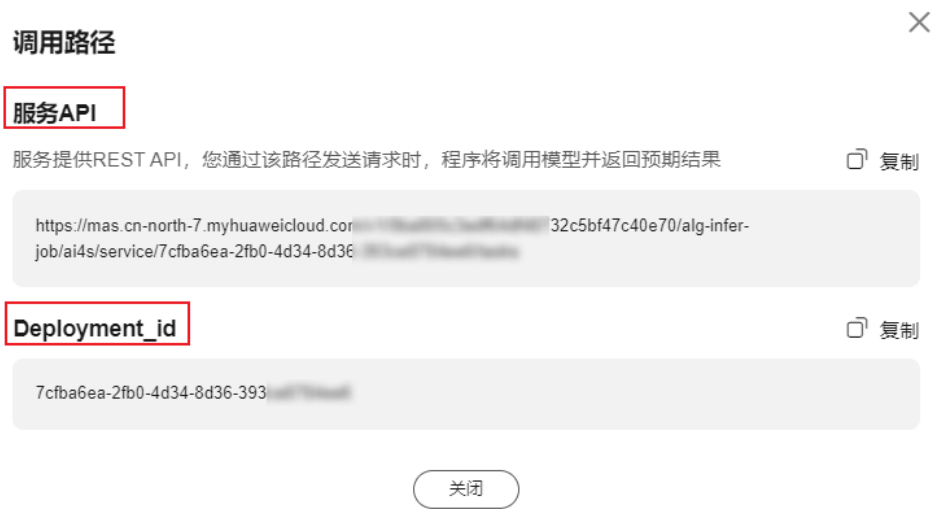 调用路径
服务API
服务提供REST API，您通过该路径发送请求时，程序将调用模型并返回预期结果
复制
https://mas.cn-north-7.myhuaweicloud.co 32c5bf47c40e70/alg-infer-
job/ai4s/service/7cfba6ea-2fb0-4d34-8d36
Deployment_id
复制
7cfba6ea-2fb0-4d34-8d36-393
关闭